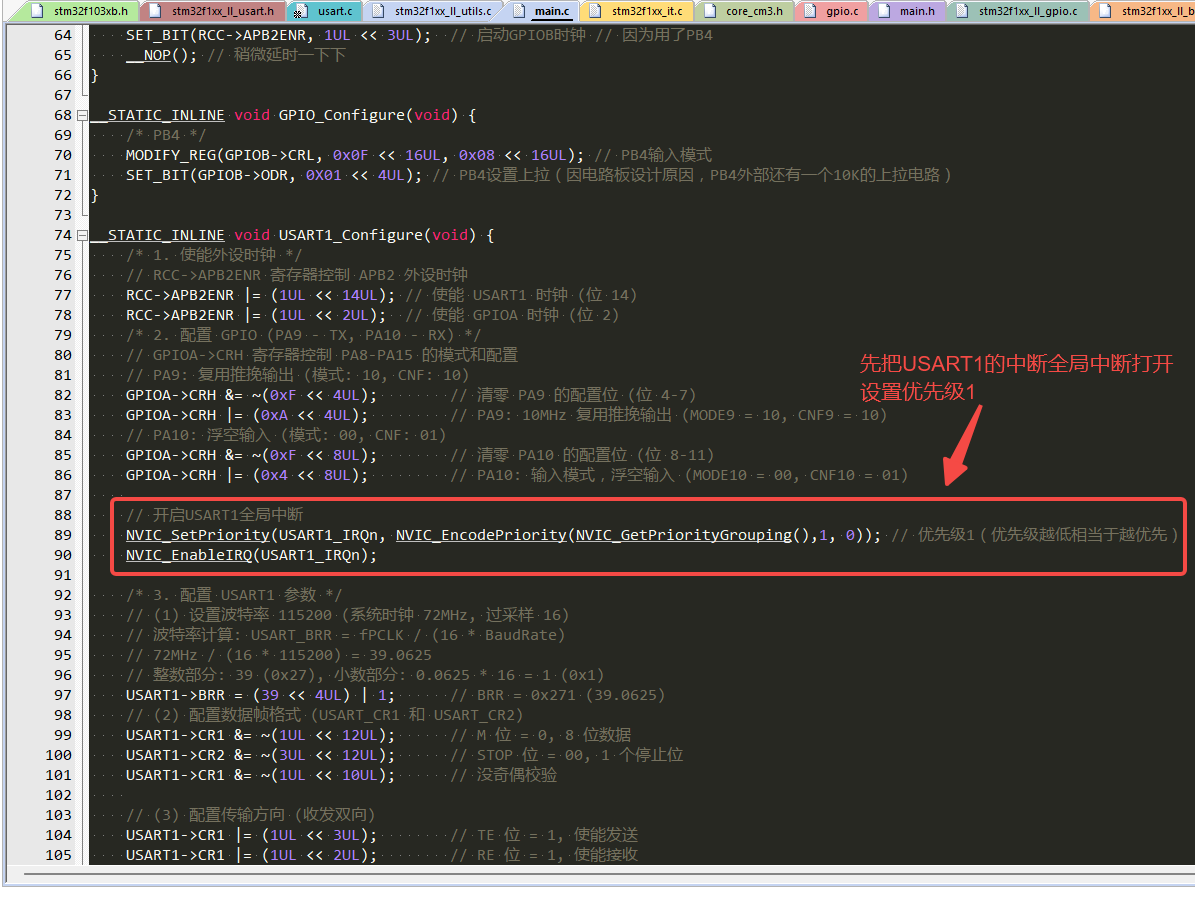 stm32f103xb.h stm32f1xx_ll_usart.h usart.c stm32f1xx_ll_utils.c main.c stm32f1xx_it.c core_cm3.h gpio.c main.h stm32f1xx_ll_gpio.c stm32f1xx_ll_b
64 SET_BIT(RCC->APB2ENR, 1UL << 3UL); // 启动GPIOB时钟 // 因为用了PB4
65 __NOP(); // 稍微延时一下下
66 }
67
68 __STATIC_INLINE void GPIO_Configure(void) {
69 /* PB4 */
70 MODIFY_REG(GPIOB->CRL, 0x0F << 16UL, 0x08 << 16UL); // PB4输入模式
71 SET_BIT(GPIOB->ODR, 0X01 << 4UL); // PB4设置上拉（因电路板设计原因，PB4外部还有一个10K的上拉电路）
72 }
73
74 __STATIC_INLINE void USART1_Configure(void) {
75 /* 1. 使能外设时钟 */
76 // RCC->APB2ENR 寄存器控制 APB2 外设时钟
77 RCC->APB2ENR |= (1UL << 14UL); // 使能 USART1 时钟 (位 14)
78 RCC->APB2ENR |= (1UL << 2UL); // 使能 GPIOA 时钟 (位 2)
79 /* 2. 配置 GPIO (PA9 - TX, PA10 - RX) */
80 // GPIOA->CRH 寄存器控制 PA8-PA15 的模式和配置
81 // PA9: 复用推挽输出 (模式: 10, CNF: 10)
82 GPIOA->CRH &= ~(0xF << 4UL); // 清零 PA9 的配置位 (位 4-7)
83 GPIOA->CRH |= (0xA << 4UL); // PA9: 10MHz 复用推挽输出 (MODE9 = 10, CNF9 = 10)
84 // PA10: 浮空输入 (模式: 00, CNF: 01)
85 GPIOA->CRH &= ~(0xF << 8UL); // 清零 PA10 的配置位 (位 8-11)
86 GPIOA->CRH |= (0x4 << 8UL); // PA10: 输入模式，浮空输入 (MODE10 = 00, CNF10 = 01)
先把USART1的中断全局中断打开
设置优先级1
87
88 // 开启USART1全局中断
89 NVIC_SetPriority(USART1_IRQn, NVIC_EncodePriority(NVIC_GetPriorityGrouping(),1, 0)); // 优先级1（优先级越低相当于越优先）
90 NVIC_EnableIRQ(USART1_IRQn);
91
92 /* 3. 配置 USART1 参数 */
93 // (1) 设置波特率 115200 (系统时钟 72MHz, 过采样 16)
94 // 波特率计算: USART_BRR = fPCLK / (16 * BaudRate)
95 // 72MHz / (16 * 115200) = 39.0625
96 // 整数部分: 39 (0x27), 小数部分: 0.0625 * 16 = 1 (0x1)
97 USART1->BRR = (39 << 4UL) | 1; // BRR = 0x271 (39.0625)
98 // (2) 配置数据帧格式 (USART_CR1 和 USART_CR2)
99 USART1->CR1 &= ~(1UL << 12UL); // M 位 = 0, 8 位数据
100 USART1->CR2 &= ~(3UL << 12UL); // STOP 位 = 00, 1 个停止位
101 USART1->CR1 &= ~(1UL << 10UL); // 没奇偶校验
102
103 // (3) 配置传输方向 (收发双向)
104 USART1->CR1 |= (1UL << 3UL); // TE 位 = 1, 使能发送
105 USART1->CR1 |= (1UL << 2UL); // RE 位 = 1, 使能接收